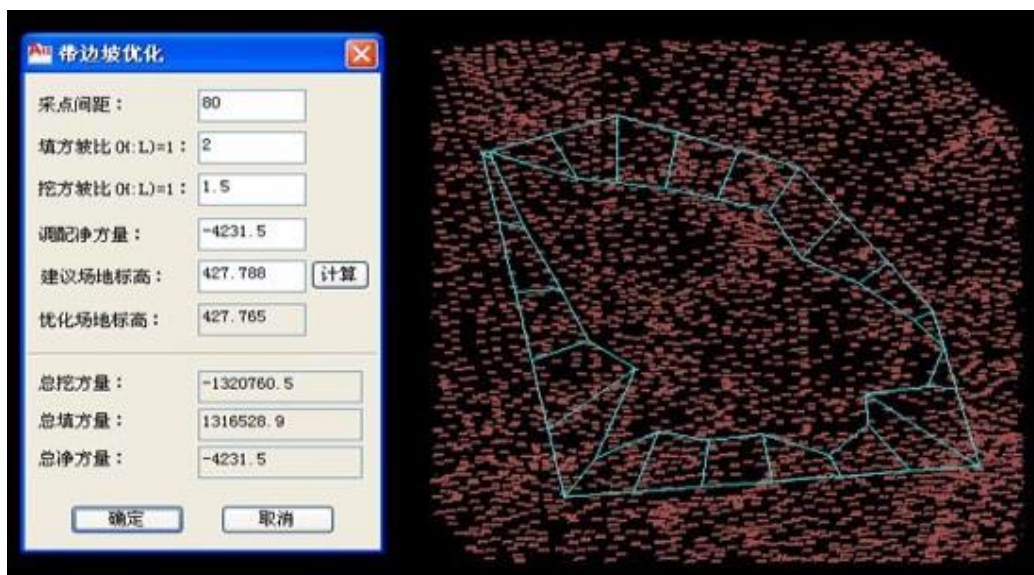 带边坡优化
采点间距： 80
填方坡比(H:L)=1： 2
挖方坡比(H:L)=1： 1.5
调配净方量： -4231.5
建议场地标高： 427.788 计算
优化场地标高： 427.765
总挖方量： -1320760.5
总填方量： 1316528.9
总净方量： -4231.5
确定 取消